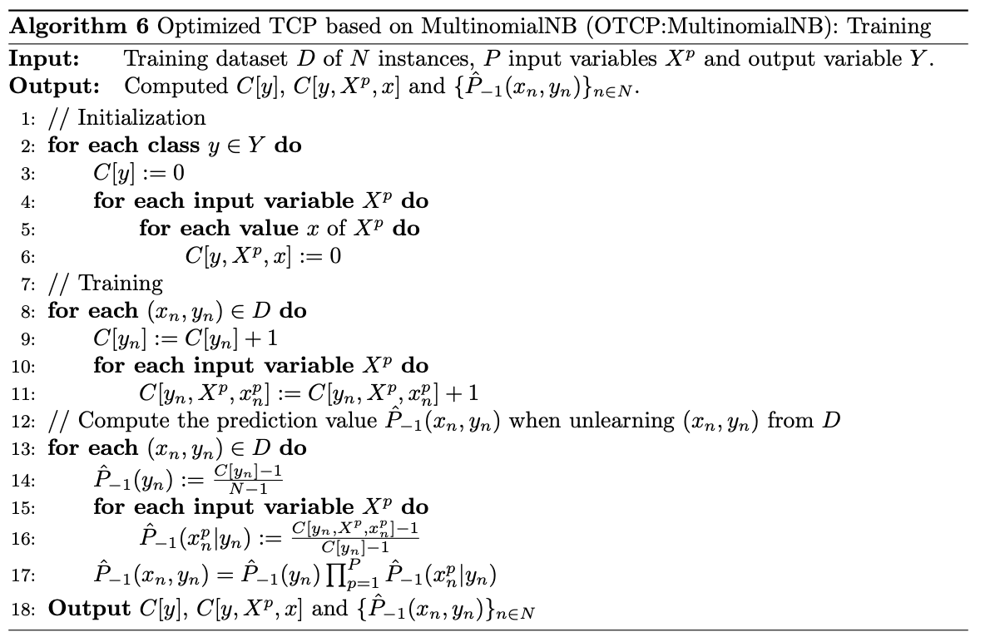 Algorithm 6 Optimized TCP based on MultinomialNB (OTCP:MultinomialNB): Training
Input: Training dataset $D$ of $N$ instances, $P$ input variables $X^p$ and output variable $Y$.
Output: Computed $C[y]$, $C[y, X^p, x]$ and $\{\hat{P}_{-1}(x_n, y_n)\}_{n \in N}$.
1: // Initialization
2: for each class $y \in Y$ do
3: $C[y] := 0$
4: for each input variable $X^p$ do
5: for each value $x$ of $X^p$ do
6: $C[y, X^p, x] := 0$
7: // Training
8: for each $(x_n, y_n) \in D$ do
9: $C[y_n] := C[y_n] + 1$
10: for each input variable $X^p$ do
11: $C[y_n, X^p, x_n^p] := C[y_n, X^p, x_n^p] + 1$
12: // Compute the prediction value $\hat{P}_{-1}(x_n, y_n)$ when unlearning $(x_n, y_n)$ from $D$
13: for each $(x_n, y_n) \in D$ do
14: $\hat{P}_{-1}(y_n) := \frac{C[y_n]-1}{N-1}$
15: for each input variable $X^p$ do
16: $\hat{P}_{-1}(x_n^p|y_n) := \frac{C[y_n, X^p, x_n^p]-1}{C[y_n]-1}$
17: $\hat{P}_{-1}(x_n, y_n) = \hat{P}_{-1}(y_n) \prod_{p=1}^{P} \hat{P}_{-1}(x_n^p|y_n)$
18: Output $C[y]$, $C[y, X^p, x]$ and $\{\hat{P}_{-1}(x_n, y_n)\}_{n \in N}$